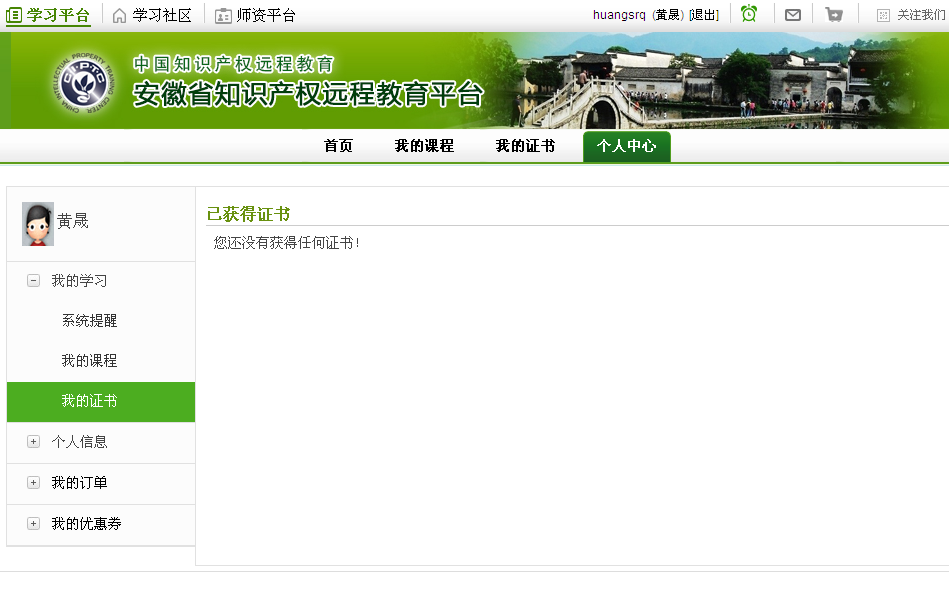 学习平台 学习社区 师资平台 huangsrq (黄晟) [退出] 关注我们
中国知识产权远程教育
安徽省知识产权远程教育平台
CIPTC
CHINA INTELLECTUAL PROPERTY TRAINING CENTER
首页 我的课程 我的证书 个人中心
黄晟
已获得证书
您还没有获得任何证书！
我的学习
系统提醒
我的课程
我的证书
个人信息
我的订单
我的优惠券